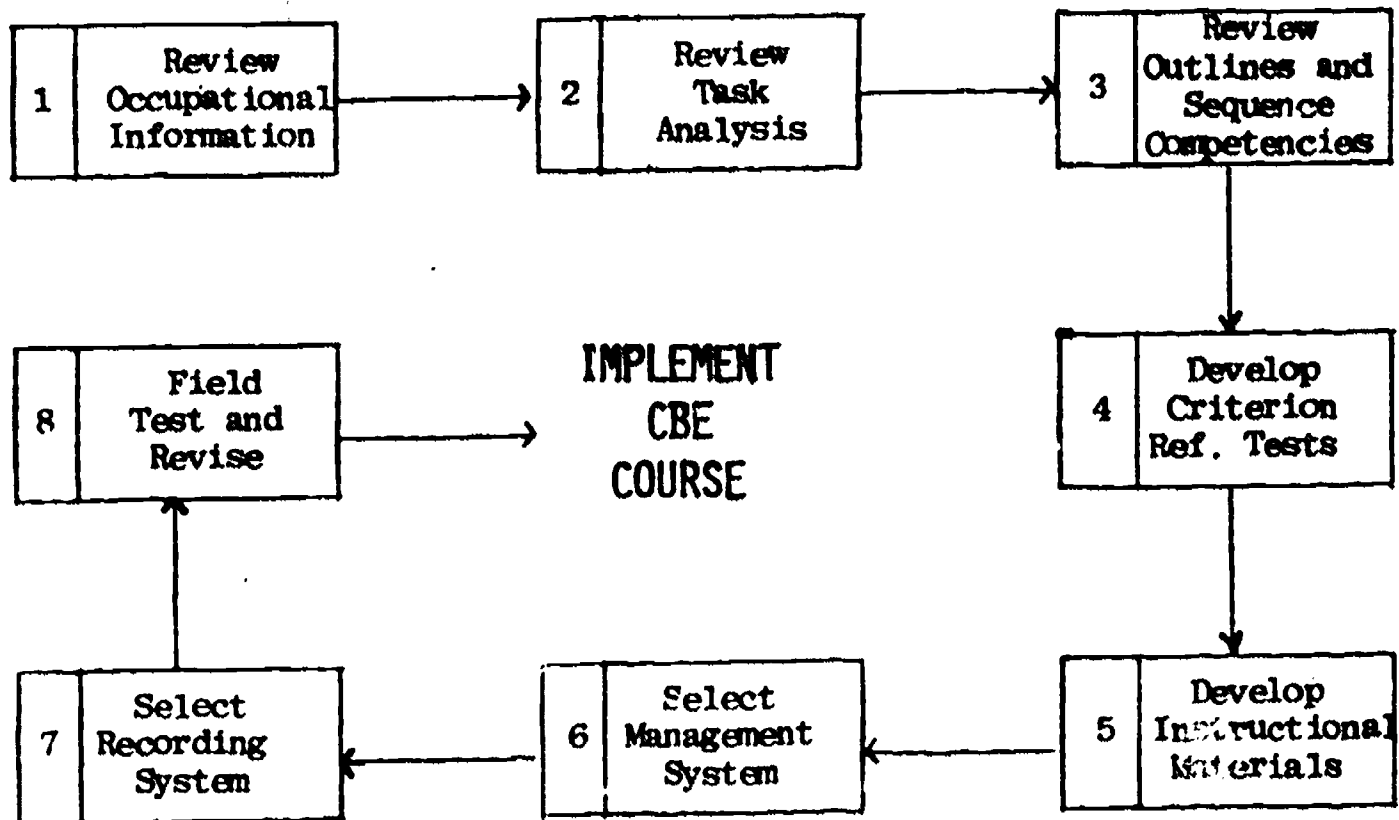 1
Review
Occupational
Information
2
Review
Task
Analysis
3
Review
Outlines and
Sequence
Competencies
4
Develop
Criterion
Ref. Tests
5
Develop
Instructional
Materials
6
Select
Management
System
7
Select
Recording
System
8
Field
Test and
Revise
IMPLEMENT
CBE
COURSE